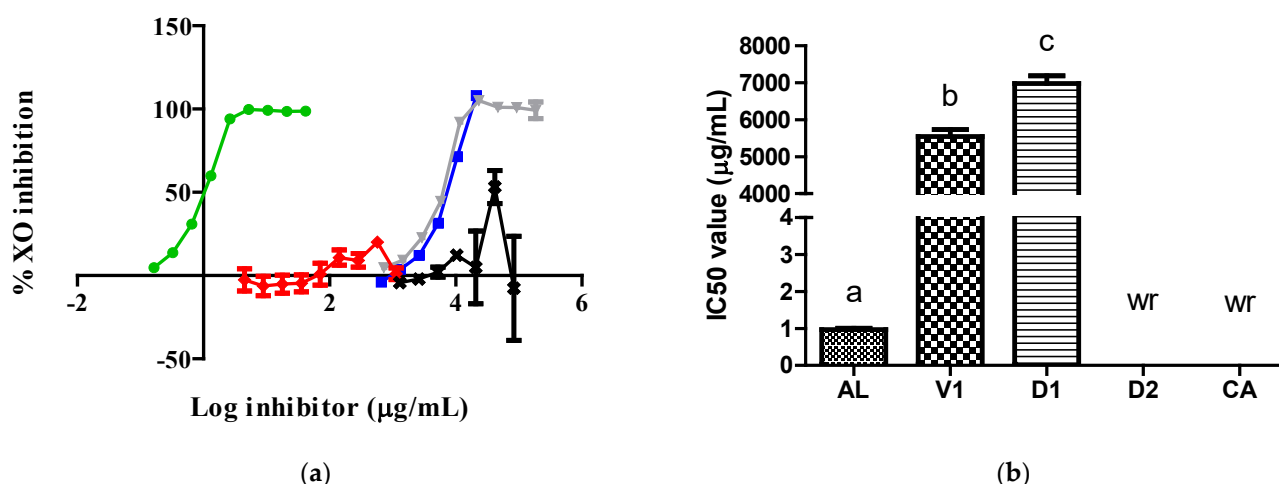 150
100
50
-50
-2
2
4
6
% XO inhibition
Log inhibitor (μg/mL)
(a)
8000
7000
6000
5000
4000
4
3
2
1
0
IC50 value (μg/mL)
a
b
c
wr
wr
AL
V1
D1
D2
CA
(b)